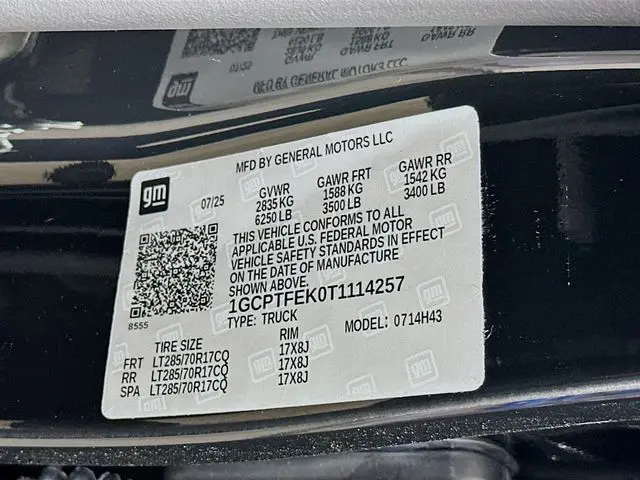 MFD BY GENERAL MOTORS LLC
gm
07/25
GVWR GAWR FRT GAWR RR
2835 KG 1588 KG 1542 KG
6250 LB 3500 LB 3400 LB
THIS VEHICLE CONFORMS TO ALL
APPLICABLE U.S. FEDERAL MOTOR
VEHICLE SAFETY STANDARDS IN EFFECT
ON THE DATE OF MANUFACTURE
SHOWN ABOVE.
1GCPTFEK0T1114257
8555
TYPE: TRUCK MODEL: 0714H43
TIRE SIZE RIM
FRT LT285/70R17CQ 17X8J
RR LT285/70R17CQ 17X8J
SPA LT285/70R17CQ 17X8J